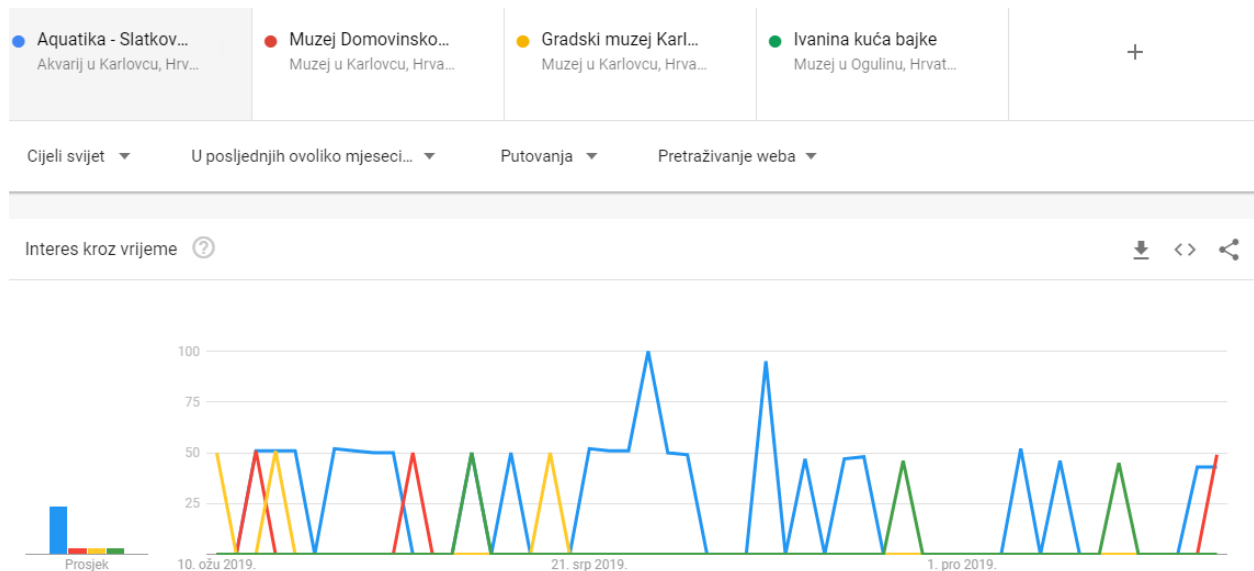 Aquatika - Slatkov...
Akvarij u Karlovcu, Hrv...
Muzej Domovinsko...
Muzej u Karlovcu, Hrva...
Gradski muzej Karl...
Muzej u Karlovcu, Hrva...
Ivanina kuća bajke
Muzej u Ogulinu, Hrvat...
+
Cijeli svijet
U posljednjih ovoliko mjeseci...
Putovanja
Pretraživanje weba
Interes kroz vrijeme ?
100
75
50
25
Prosjek
10. ožu 2019.
21. srp 2019.
1. pro 2019.